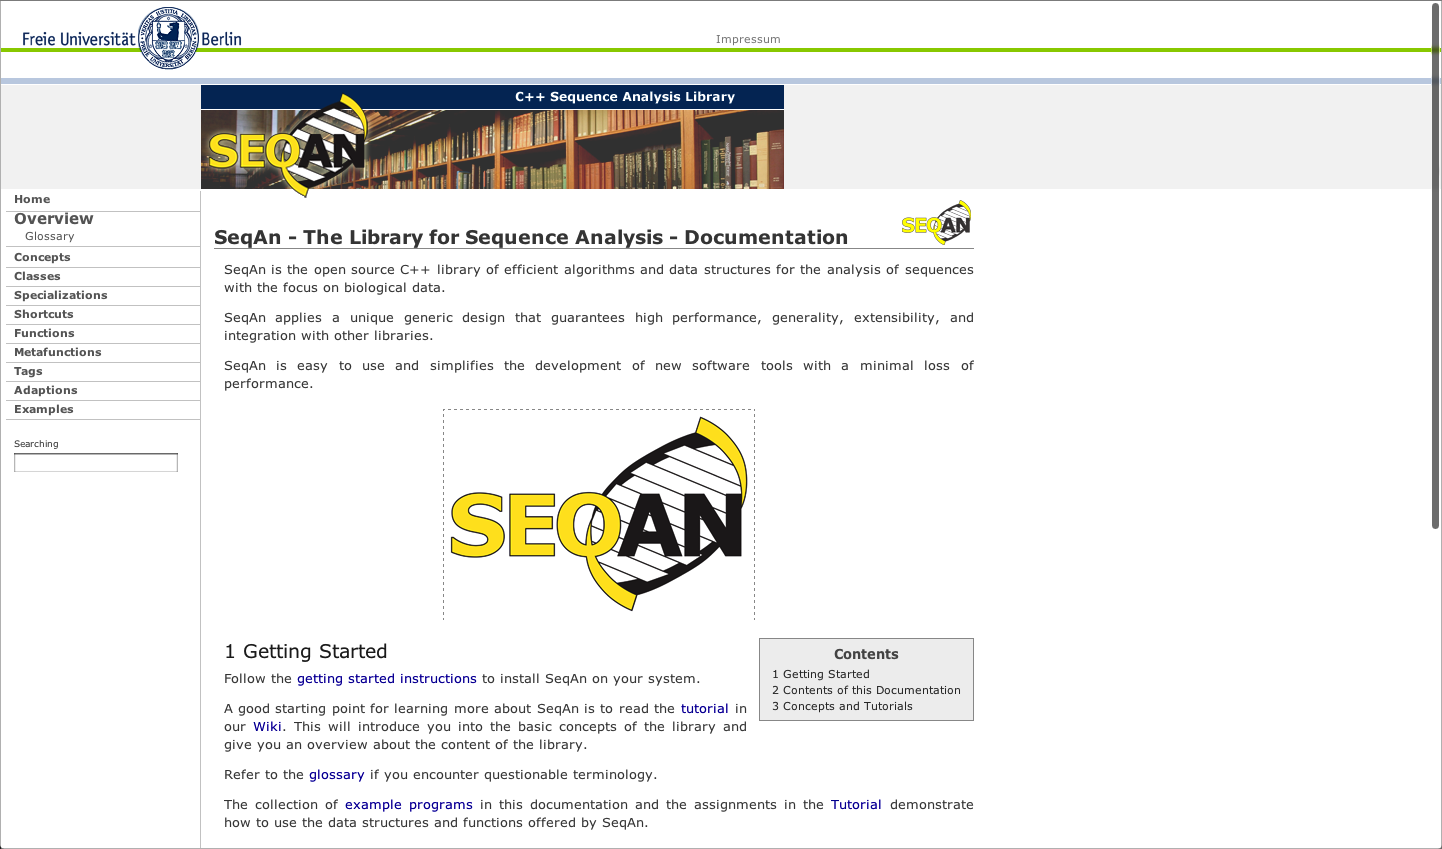 Freie Universität Berlin
Impressum
C++ Sequence Analysis Library
SEQAN
Home
Overview
Glossary
Concepts
Classes
Specializations
Shortcuts
Functions
Metafunctions
Tags
Adaptions
Examples
Searching
SEQAN
SeqAn - The Library for Sequence Analysis - Documentation
SeqAn is the open source C++ library of efficient algorithms and data structures for the analysis of sequences
with the focus on biological data.
SeqAn applies a unique generic design that guarantees high performance, generality, extensibility, and
integration with other libraries.
SeqAn is easy to use and simplifies the development of new software tools with a minimal loss of
performance.
SEQAN
1 Getting Started
Follow the getting started instructions to install SeqAn on your system.
A good starting point for learning more about SeqAn is to read the tutorial in
our Wiki. This will introduce you into the basic concepts of the library and
give you an overview about the content of the library.
Refer to the glossary if you encounter questionable terminology.
The collection of example programs in this documentation and the assignments in the Tutorial demonstrate
how to use the data structures and functions offered by SeqAn.
Contents
1 Getting Started
2 Contents of this Documentation
3 Concepts and Tutorials